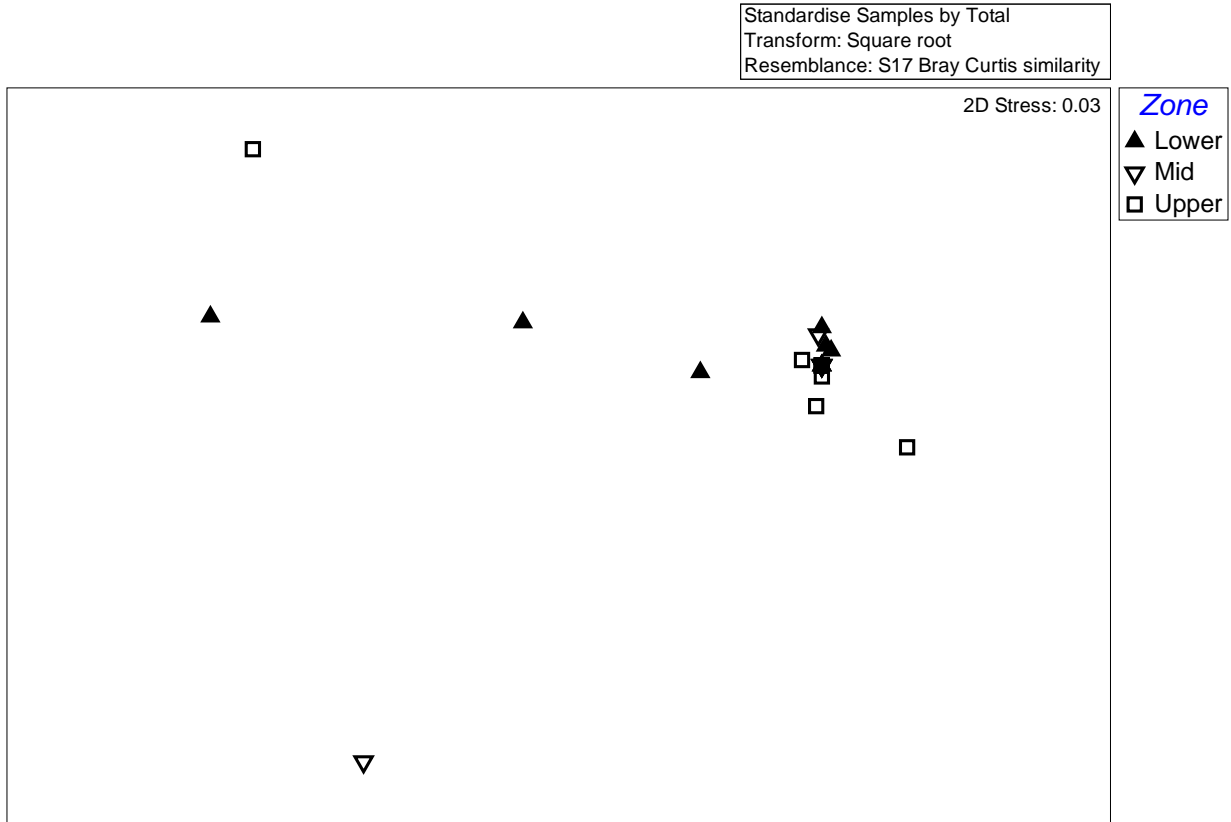 Standardise Samples by Total
Transform: Square root
Resemblance: S17 Bray Curtis similarity
2D Stress: 0.03
Zone
Lower
Mid
Upper